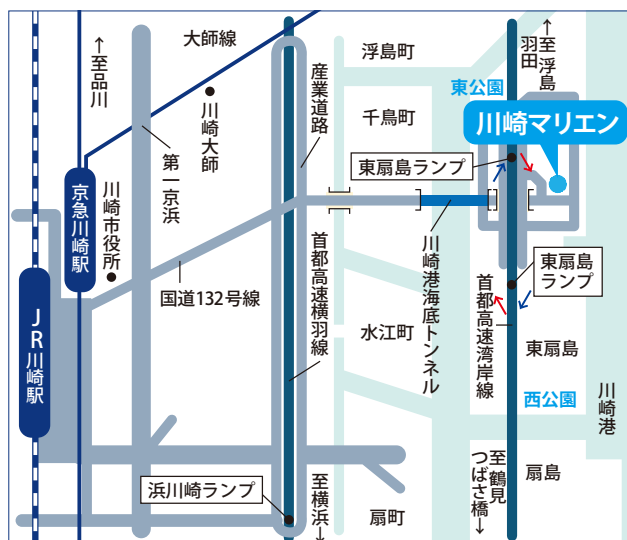 ←至品川
大師線
川崎大師
第一京浜
産業道路
浮島町
千鳥町
東公園
←至浮島
羽田
川崎マリエン
東扇島ランプ
京急川崎駅
川崎市役所
国道132号線
首都高速横羽線
川崎港海底トンネル
水江町
首都高速湾岸線
東扇島
ランプ
東扇島
西公園
川崎港
JR川崎駅
浜川崎ランプ
至横浜→
扇町
至鶴見
つばさ橋→
扇島